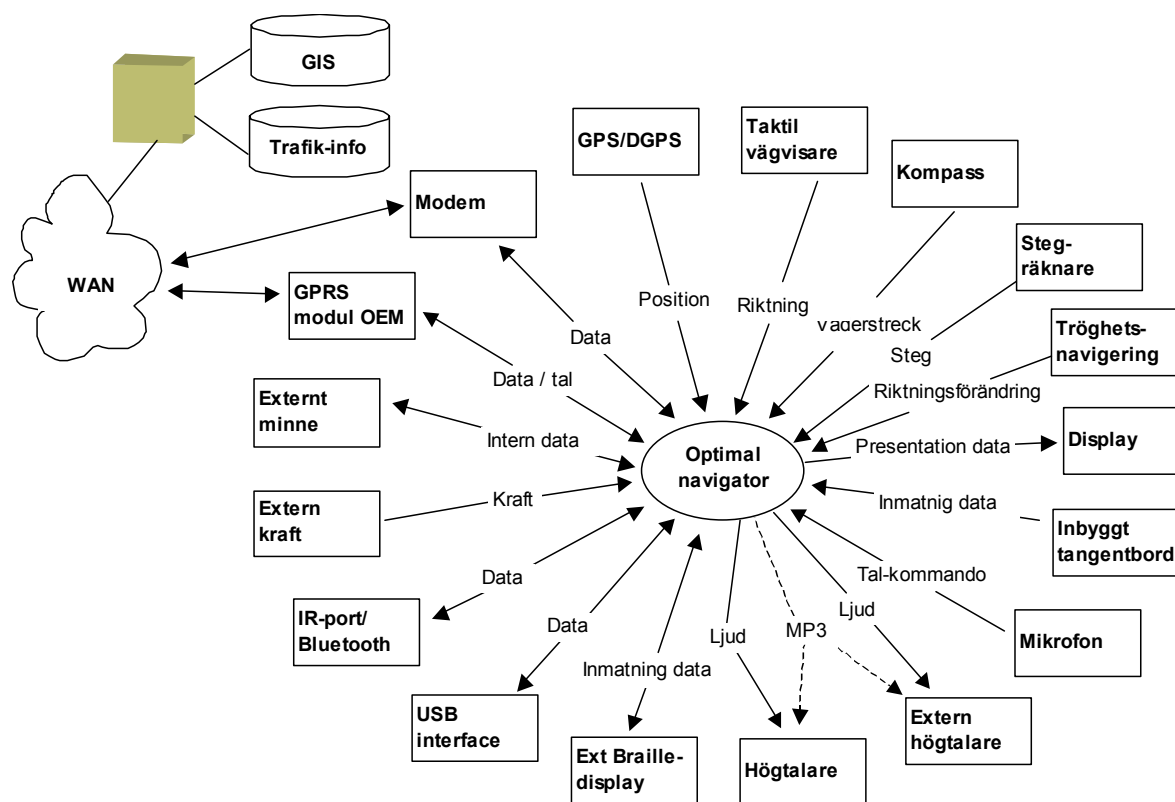 GIS
Trafik-info
WAN
Modem
GPRS
modul OEM
GPS/DGPS
Taktil
vägvisare
Kompass
Steg-
räknare
Tröghets-
navigering
Position
Riktning
Väderstreck
Steg
Riktningsförändring
Data
Data / tal
Externt
minne
Intern data
Optimal
navigator
Presentation data
Display
Extern
kraft
Kraft
Inmatnig data
Inbyggt
tangentbord
Data
Tal-kommando
IR-port/
Bluetooth
Data
Ljud
MP3
Ljud
Mikrofon
Inmatning data
USB
interface
Ext Braille-
display
Högtalare
Extern
högtalare